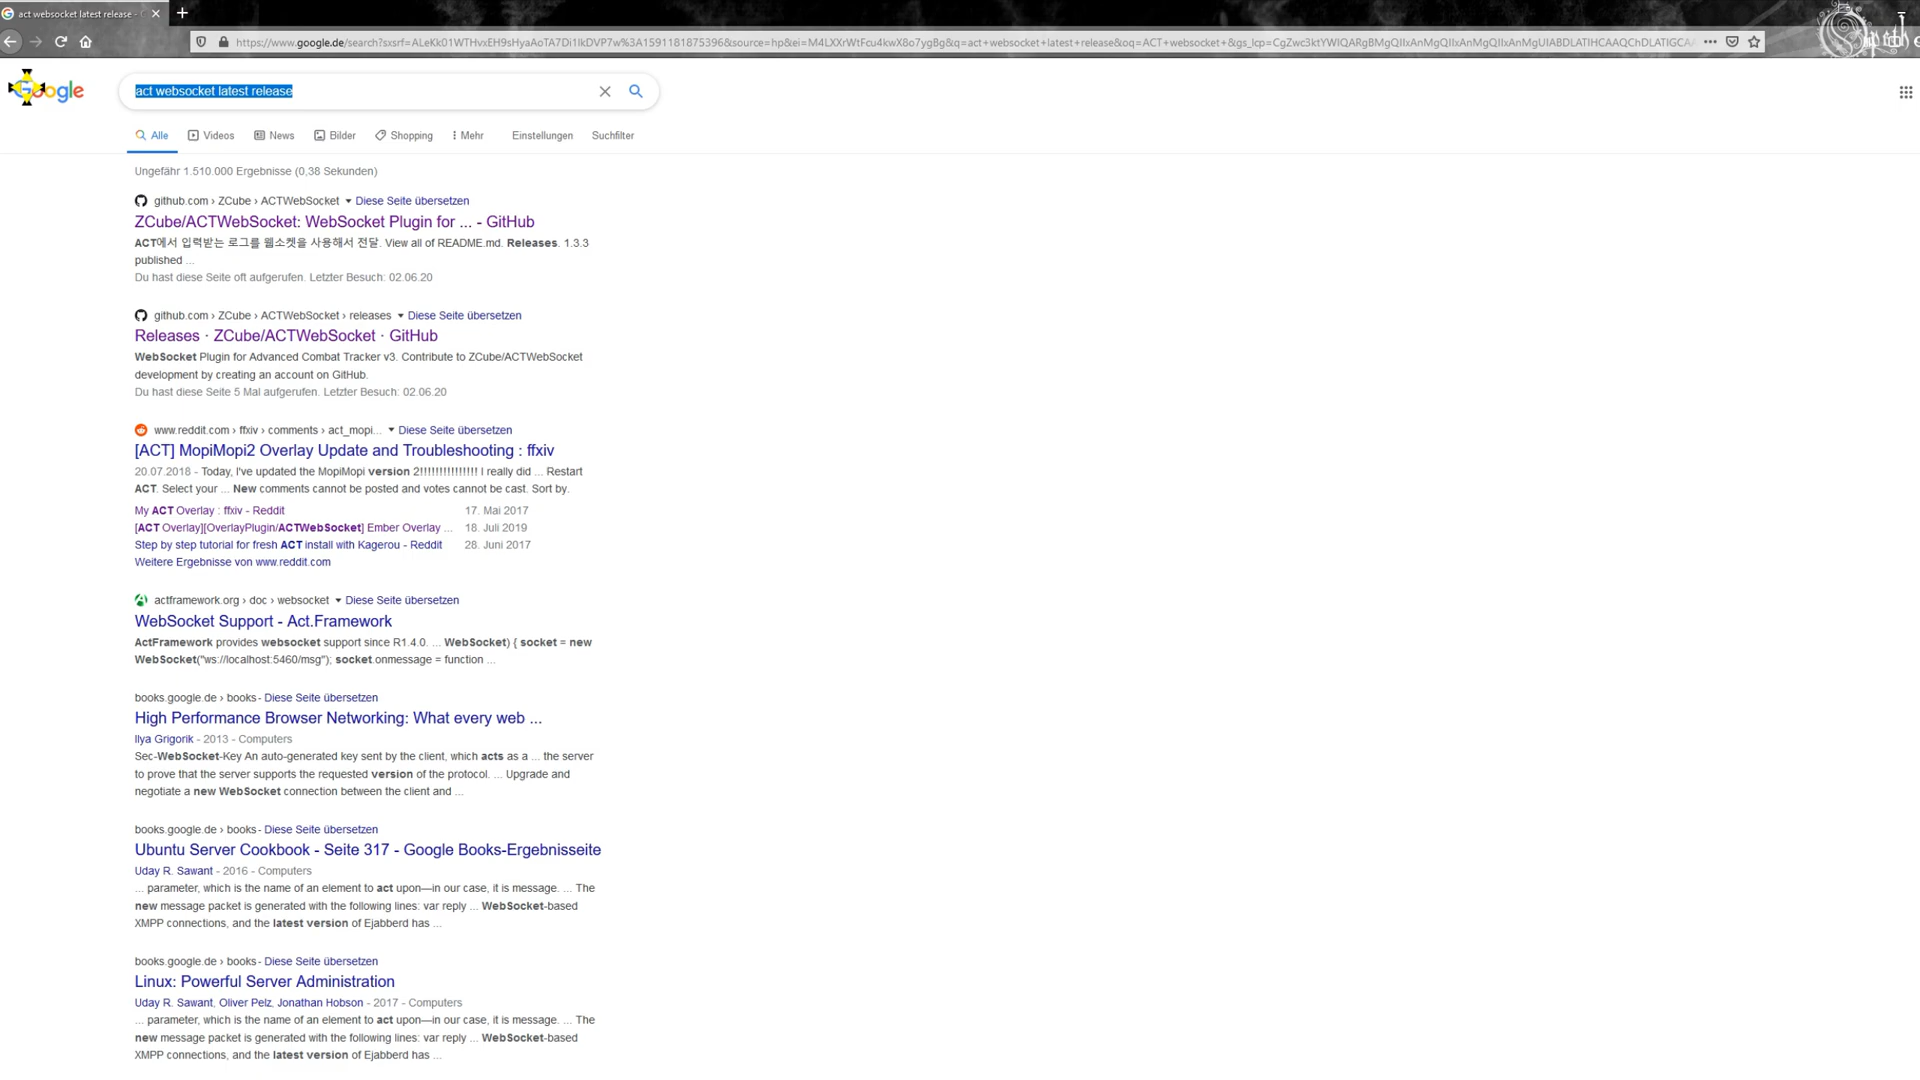 act websocket latest release -
https://www.google.de/search?sxsrf=ALeKk01WTHvxEH9sHyaAoTA7Di1IkDVP7w%3A1591181875396&source=hp&ei=M4LXXrWtFcu4kwX8o7ygBg&q=act+websocket+latest+release&oq=ACT+websocket+&gs_lcp=CgZwc3ktYWIQARgBMgQIIxAnMgQIIxAnMgQIIxAnMgUIABDLATIHCAAQChDLATIGCAA
Google
act websocket latest release
Alle Videos News Bilder Shopping Mehr Einstellungen Suchfilter
Ungefähr 1.510.000 Ergebnisse (0,38 Sekunden)
github.com › ZCube › ACTWebSocket ▾ Diese Seite übersetzen
ZCube/ACTWebSocket: WebSocket Plugin for ... - GitHub
ACT에서 입력받는 로그를 웹소켓을 사용해서 전달. View all of README.md. Releases. 1.3.3
published ...
Du hast diese Seite oft aufgerufen. Letzter Besuch: 02.06.20
github.com › ZCube › ACTWebSocket › releases ▾ Diese Seite übersetzen
Releases · ZCube/ACTWebSocket · GitHub
WebSocket Plugin for Advanced Combat Tracker v3. Contribute to ZCube/ACTWebSocket
development by creating an account on GitHub.
Du hast diese Seite 5 Mal aufgerufen. Letzter Besuch: 02.06.20
www.reddit.com › ffxiv › comments › act_mopi... ▾ Diese Seite übersetzen
[ACT] MopiMopi2 Overlay Update and Troubleshooting : ffxiv
20.07.2018 - Today, I've updated the MopiMopi version 2!!!!!!!!!!!!!!! I really did ... Restart
ACT. Select your ... New comments cannot be posted and votes cannot be cast. Sort by.
My ACT Overlay : ffxiv - Reddit 17. Mai 2017
[ACT Overlay][OverlayPlugin/ACTWebSocket] Ember Overlay ... 18. Juli 2019
Step by step tutorial for fresh ACT install with Kagerou - Reddit 28. Juni 2017
Weitere Ergebnisse von www.reddit.com
actframework.org › doc › websocket ▾ Diese Seite übersetzen
WebSocket Support - Act.Framework
ActFramework provides websocket support since R1.4.0. ... WebSocket) { socket = new
WebSocket("ws://localhost:5460/msg"); socket.onmessage = function ...
books.google.de › books - Diese Seite übersetzen
High Performance Browser Networking: What every web ...
Ilya Grigorik - 2013 - Computers
Sec-WebSocket-Key An auto-generated key sent by the client, which acts as a ... the server
to prove that the server supports the requested version of the protocol. ... Upgrade and
negotiate a new WebSocket connection between the client and ...
books.google.de › books - Diese Seite übersetzen
Ubuntu Server Cookbook - Seite 317 - Google Books-Ergebnisseite
Uday R. Sawant - 2016 - Computers
... parameter, which is the name of an element to act upon—in our case, it is message. ... The
new message packet is generated with the following lines: var reply ... WebSocket-based
XMPP connections, and the latest version of Ejabberd has ...
books.google.de › books - Diese Seite übersetzen
Linux: Powerful Server Administration
Uday R. Sawant, Oliver Pelz, Jonathan Hobson - 2017 - Computers
... parameter, which is the name of an element to act upon—in our case, it is message. ... The
new message packet is generated with the following lines: var reply ... WebSocket-based
XMPP connections, and the latest version of Ejabberd has ...